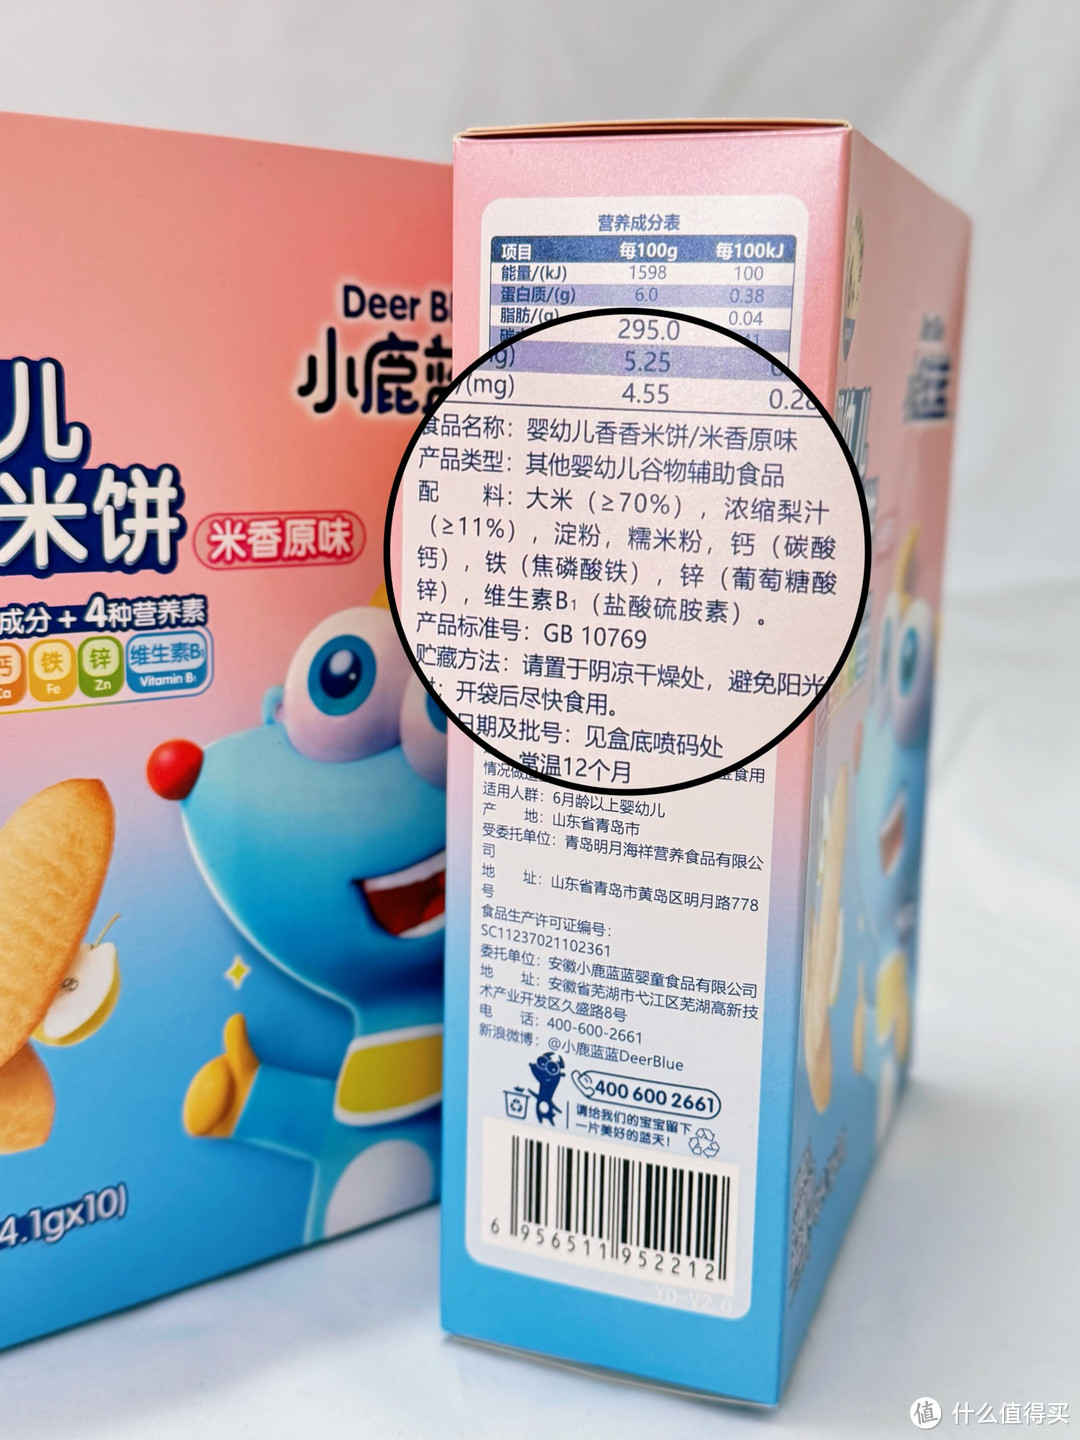 Deer Bl
小鹿蓝
儿
米饼
米香原味
成分+4种营养素
钙
Ca
铁
Fe
锌
Zn
维生素B₁
Vitamin B₁
4.1gx10)
营养成分表
项目 每100g 每100kJ
能量/(kJ) 1598 100
蛋白质/(g) 6.0 0.38
脂肪/(g) 0.04
295.0
5.25
/(mg) 4.55 0.28
食品名称：婴幼儿香香米饼/米香原味
产品类型：其他婴幼儿谷物辅助食品
配 料：大米（≥70%），浓缩梨汁
（≥11%），淀粉，糯米粉，钙（碳酸
钙），铁（焦磷酸铁），锌（葡萄糖酸
锌），维生素B₁（盐酸硫胺素）。
产品标准号：GB 10769
贮藏方法：请置于阴凉干燥处，避免阳光
开袋后尽快食用。
日期及批号：见盒底喷码处
常温12个月
食用
情况做
适用人群：6月龄以上婴幼儿
产 地：山东省青岛市
受委托单位：青岛明月海祥营养食品有限公
司
地 址：山东省青岛市黄岛区明月路778
号
食品生产许可证编号：
SC11237021102361
委托单位：安徽小鹿蓝蓝婴童食品有限公司
地 址：安徽省芜湖市弋江区芜湖高新技
术产业开发区久盛路8号
电 话：400-600-2661
新浪微博：@小鹿蓝蓝DeerBlue
400 600 2661
请给我们的宝宝留下
一片美好的蓝天！
6 956511 952212
YD-V2.0
值 什么值得买